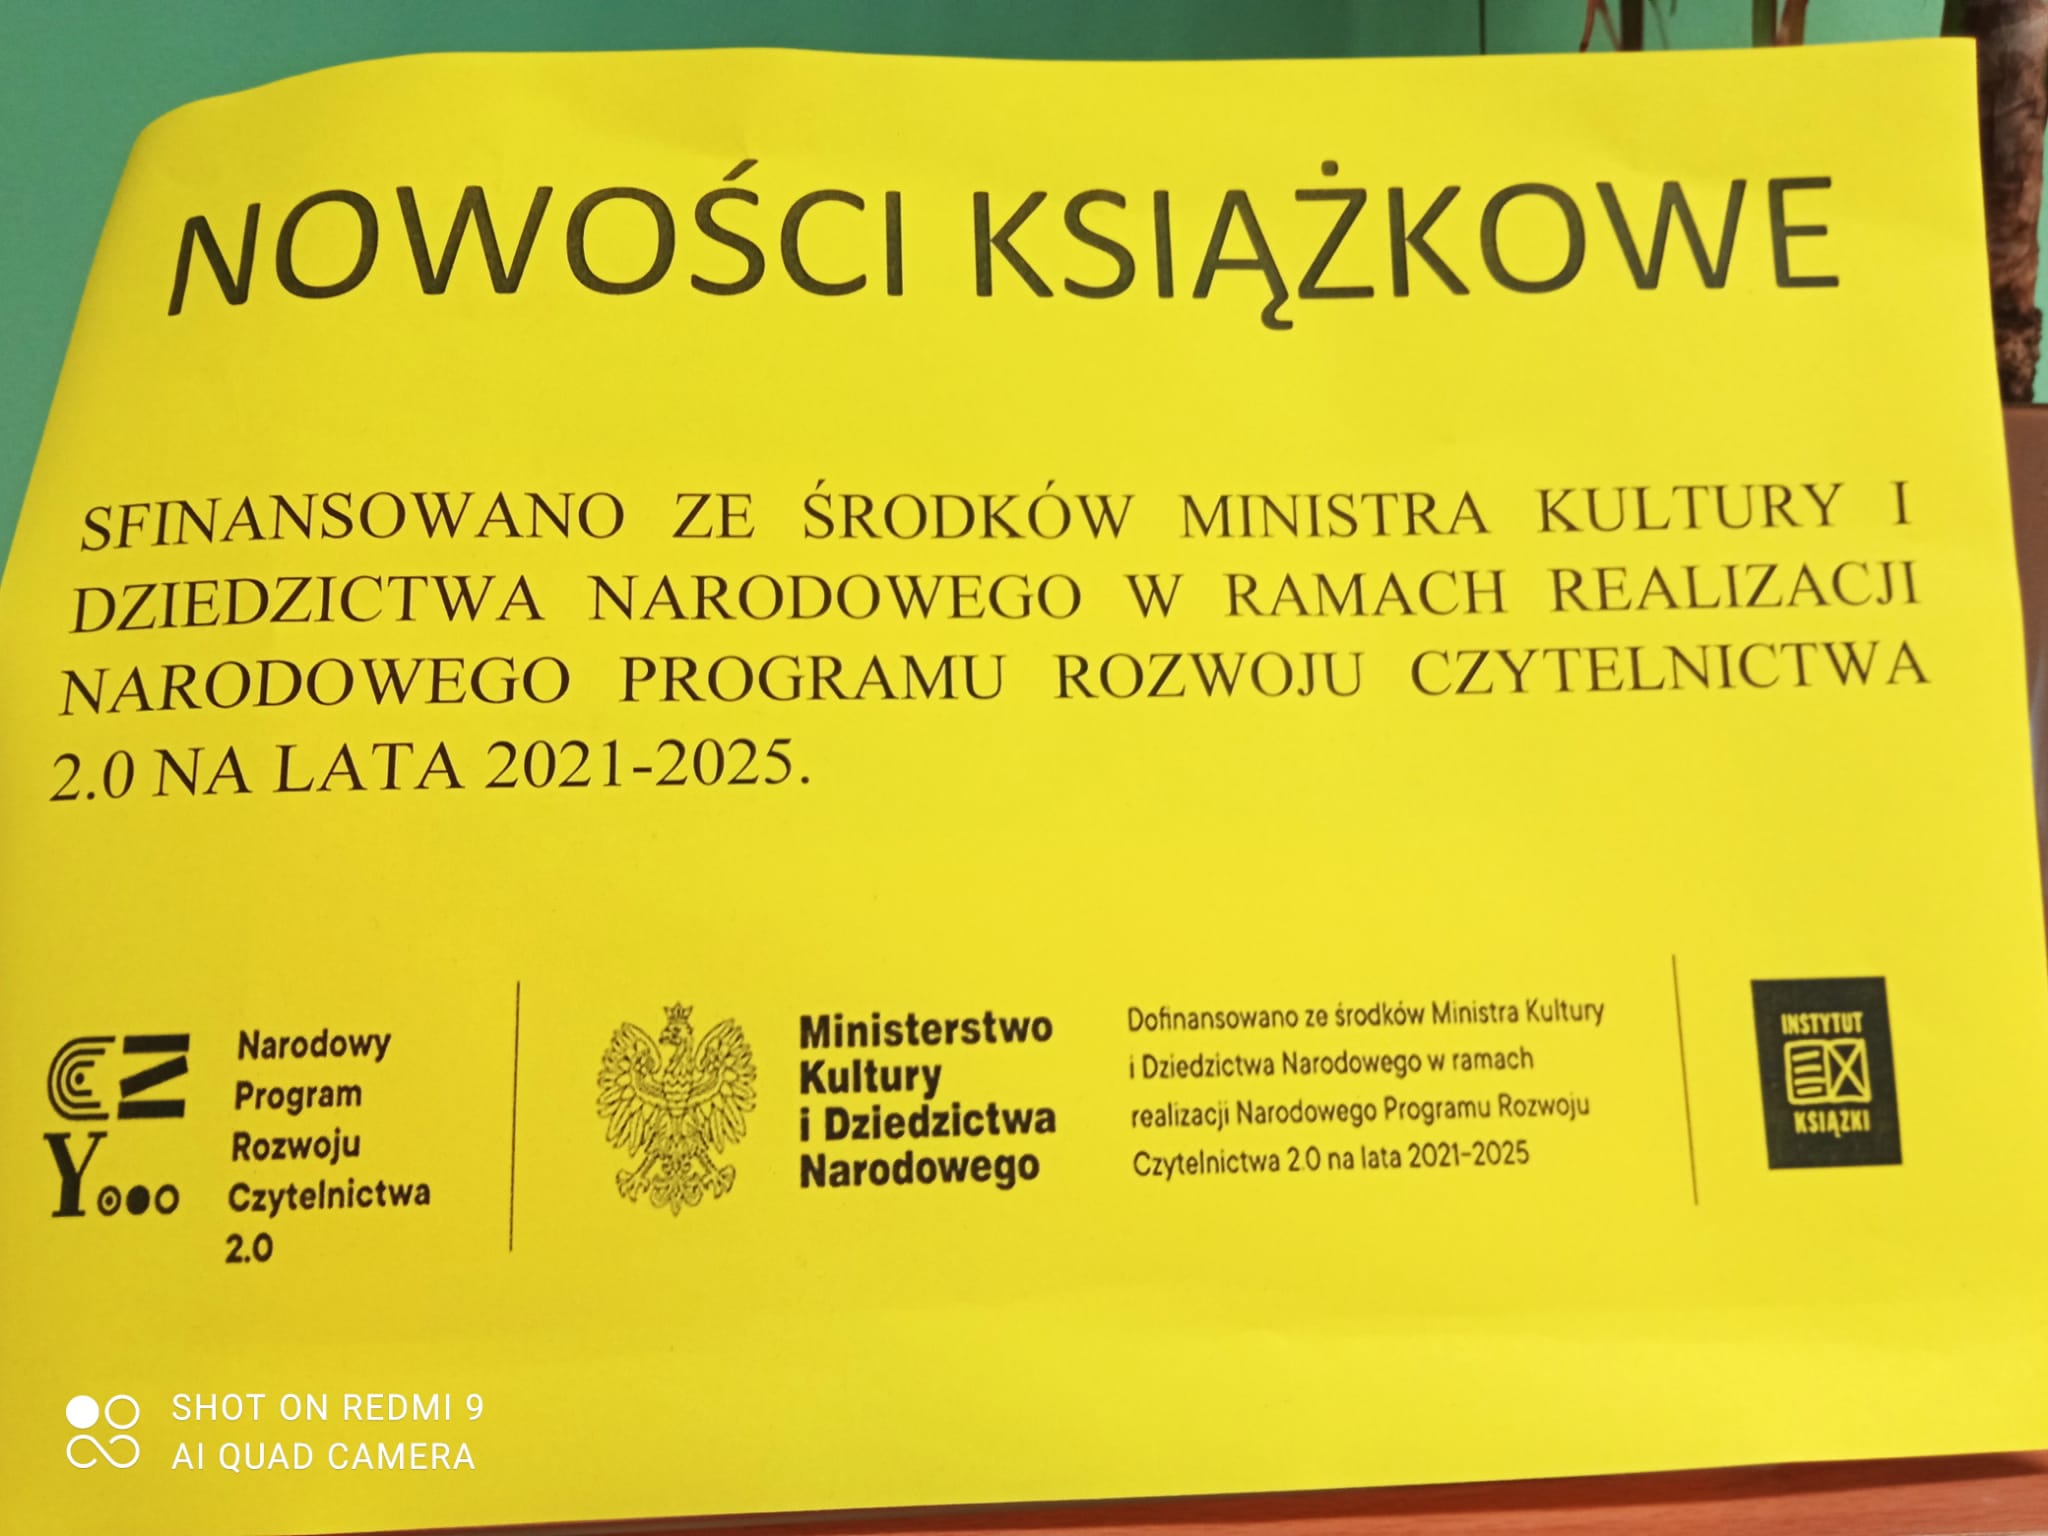 NOWOŚCI KSIĄŻKOWE
SFINANSOWANO ZE ŚRODKÓW MINISTRA KULTURY I
DZIEDZICTWA NARODOWEGO W RAMACH REALIZACJI
NARODOWEGO PROGRAMU ROZWOJU CZYTELNICTWA
2.0 NA LATA 2021-2025.
CZ
Y...
Narodowy
Program
Rozwoju
Czytelnictwa
2.0
Ministerstwo
Kultury
i Dziedzictwa
Narodowego
Dofinansowano ze środków Ministra Kultury
i Dziedzictwa Narodowego w ramach
realizacji Narodowego Programu Rozwoju
Czytelnictwa 2.0 na lata 2021-2025
INSTYTUT
KSIĄŻKI
SHOT ON REDMI 9
AI QUAD CAMERA